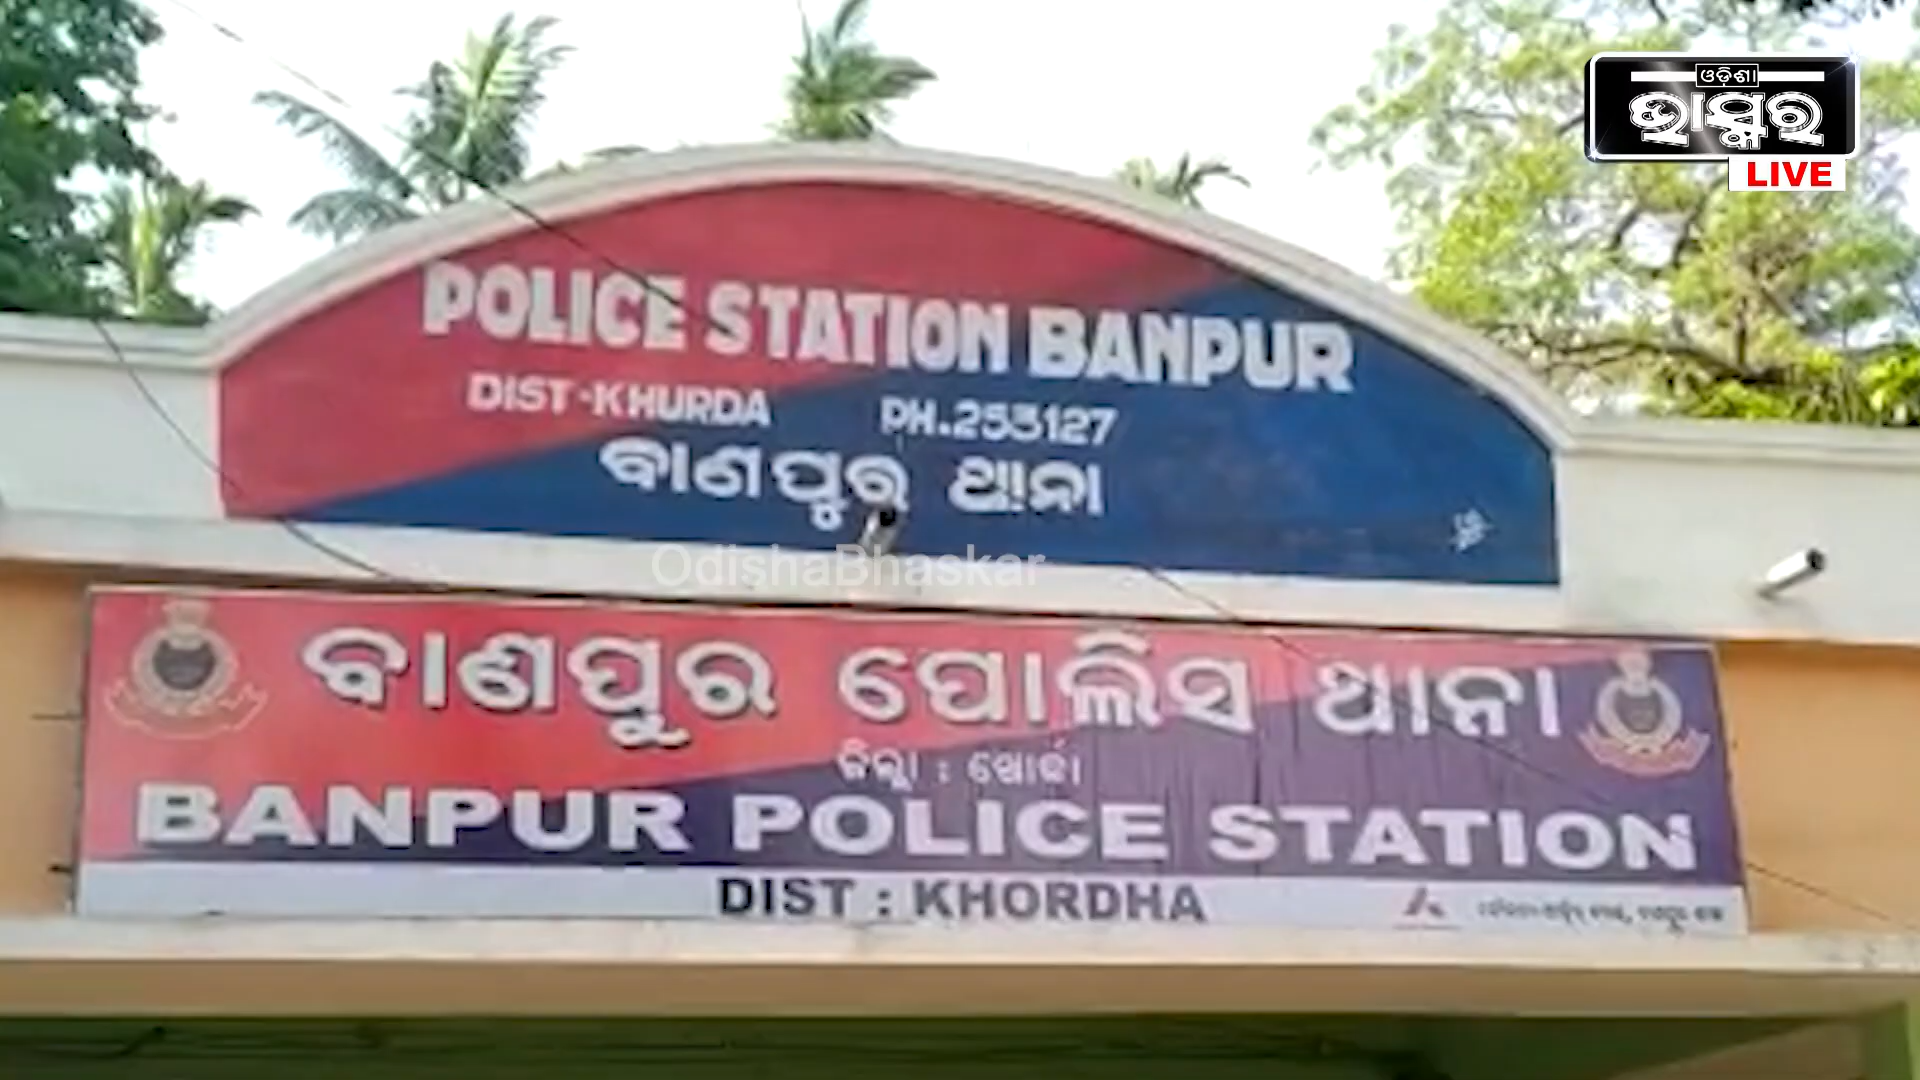 ଓଡ଼ିଶା
ଭାସ୍କର
LIVE
POLICE STATION BANPUR
DIST-KHURDA PH.253127
ବାଣପୁର ଥାନା
OdishaBhaskar
ବାଣପୁର ପୋଲିସ ଥାନା
ଜିଲ୍ଲା : ଖୋର୍ଦ୍ଧା
BANPUR POLICE STATION
DIST : KHORDHA